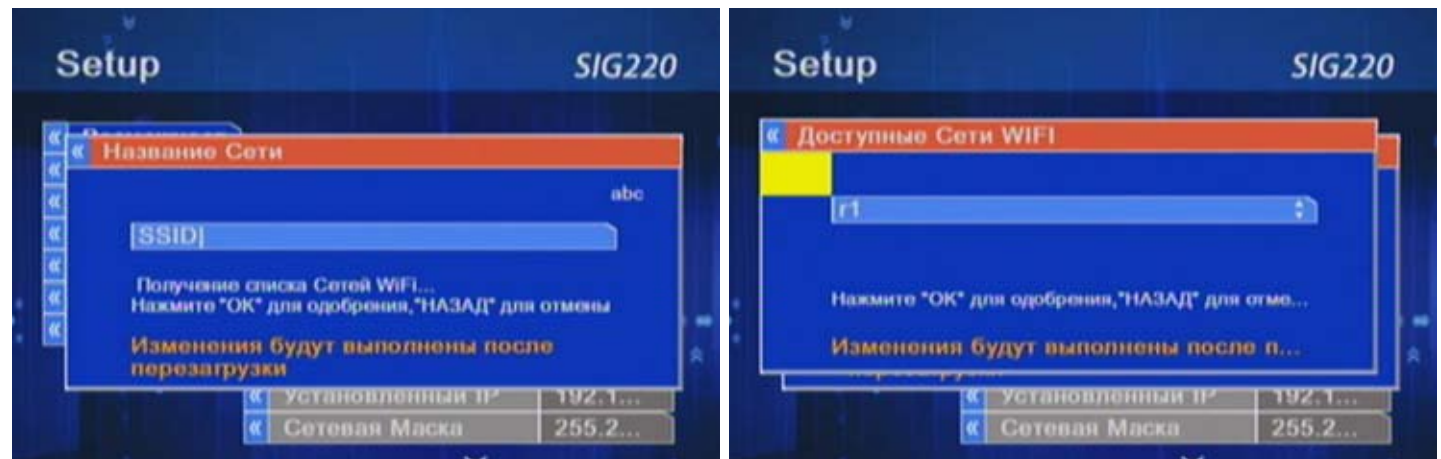 Setup
SIG220
Название Сети
abc
SSID
Получение списка Сетей WiFi...
Нажмите "ОК" для одобрения,"НАЗАД" для отмены
Изменения будут выполнены после
перезагрузки
Установленный IP 192.1...
Сетевая Маска 255.2...
Setup
SIG220
Доступные Сети WIFI
r1
Нажмите "ОК" для одобрения,"НАЗАД" для отме...
Изменения будут выполнены после п...
Установленный IP 192.1...
Сетевая Маска 255.2...